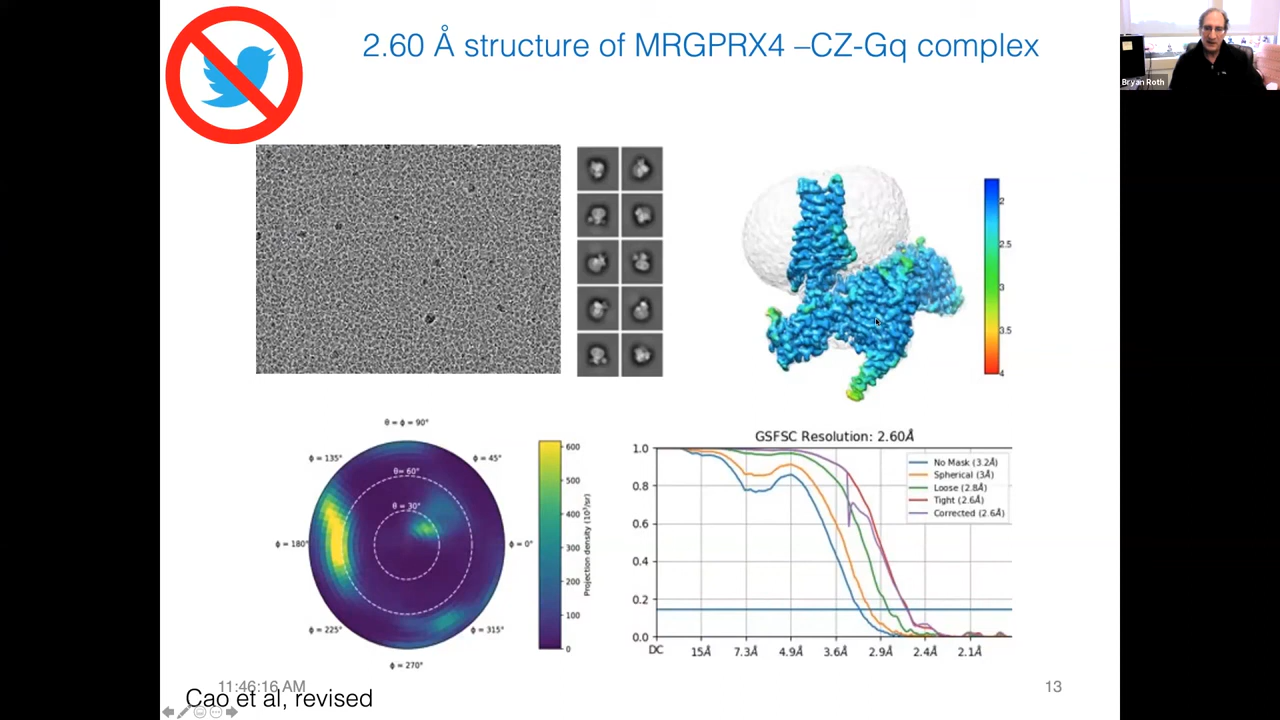 2.60 Å structure of MRGPRX4 –CZ-Gq complex
Bryan Roth
2
2.5
3
3.5
4
θ = ϕ = 90°
ϕ = 135°
ϕ = 45°
θ= 60°
θ = 30°
ϕ = 180°
ϕ = 0°
ϕ = 225°
ϕ = 315°
ϕ = 270°
600
500
400
300
200
100
0
Projection density (10³/sr)
GSFSC Resolution: 2.60Å
1.0
0.8
0.6
0.4
0.2
0.0
No Mask (3.2Å)
Spherical (3Å)
Loose (2.8Å)
Tight (2.6Å)
Corrected (2.6Å)
DC 15Å 7.3Å 4.9Å 3.6Å 2.9Å 2.4Å 2.1Å
11:46:16 AM
13
Cao et al, revised